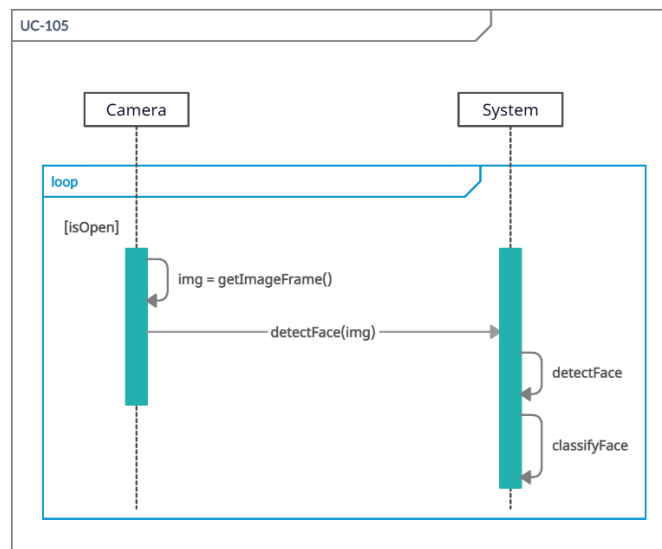 UC-105
Camera
System
loop
[isOpen]
img = getImageFrame()
detectFace(img)
detectFace
classifyFace